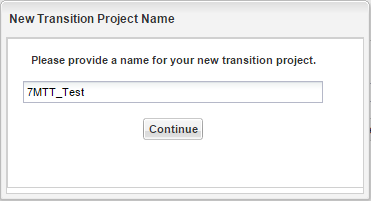 New Transition Project Name
Please provide a name for your new transition project.
7MTT_Test
Continue